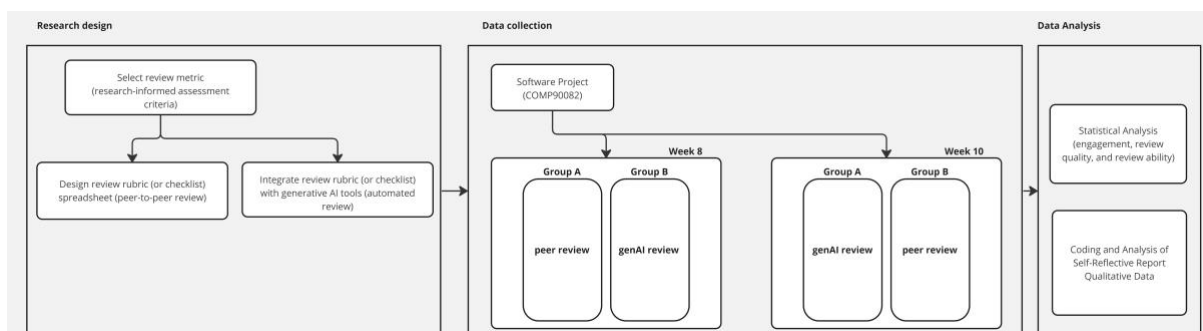 Research design
Select review metric
(research-informed assessment
criteria)
Design review rubric (or checklist)
spreadsheet (peer-to-peer review)
Integrate review rubric (or checklist)
with generative AI tools (automated
review)
Data collection
Software Project
(COMP90082)
Week 8
Group A
Group B
peer review
genAI review
Week 10
Group A
Group B
genAI review
peer review
Data Analysis
Statistical Analysis
(engagement, review
quality, and review ability)
Coding and Analysis of
Self-Reflective Report
Qualitative Data